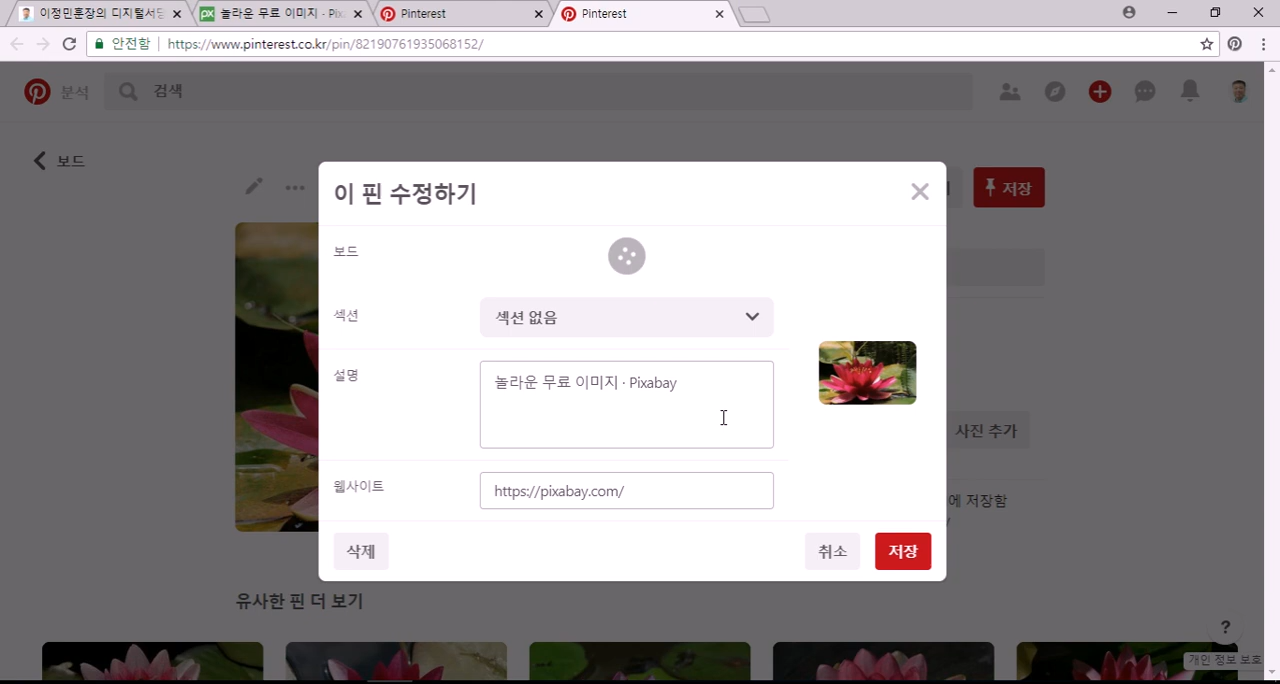 이정민훈장의 디지털서당
놀라운 무료 이미지 · Pix
Pinterest
Pinterest
안전함
https://www.pinterest.co.kr/pin/82190761935068152/
분석
검색
보드
저장
이 핀 수정하기
보드
섹션
섹션 없음
설명
놀라운 무료 이미지 · Pixabay
사진 추가
웹사이트
https://pixabay.com/
에 저장함
삭제
취소
저장
유사한 핀 더 보기
?
개인 정보 보호